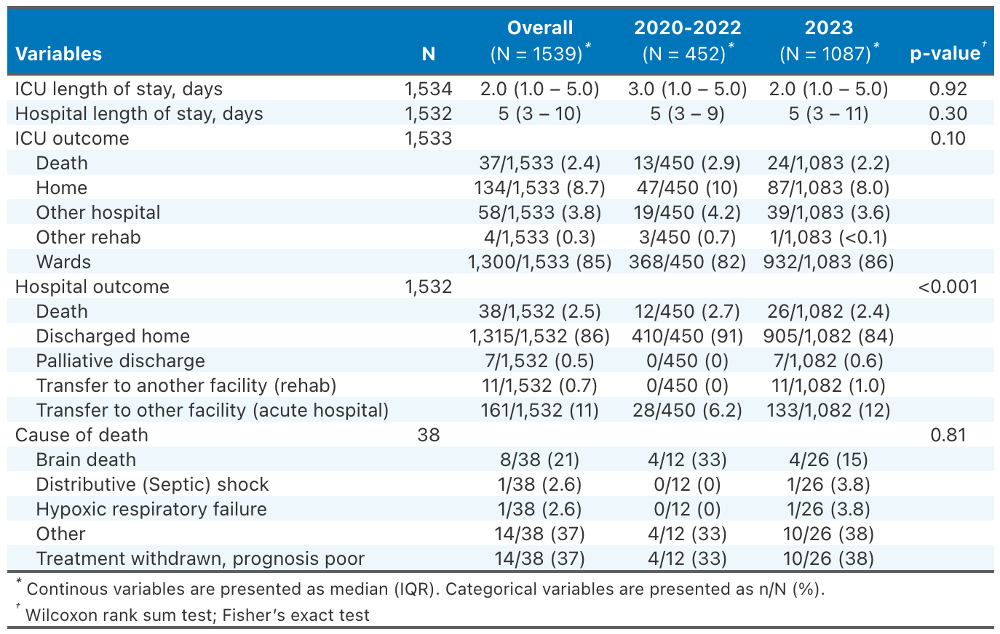 Overall 2020-2022 2023
Variables N (N = 1539)* (N = 452)* (N = 1087)* p-value†
ICU length of stay, days 1,534 2.0 (1.0 – 5.0) 3.0 (1.0 – 5.0) 2.0 (1.0 – 5.0) 0.92
Hospital length of stay, days 1,532 5 (3 – 10) 5 (3 – 9) 5 (3 – 11) 0.30
ICU outcome 1,533 0.10
Death 37/1,533 (2.4) 13/450 (2.9) 24/1,083 (2.2)
Home 134/1,533 (8.7) 47/450 (10) 87/1,083 (8.0)
Other hospital 58/1,533 (3.8) 19/450 (4.2) 39/1,083 (3.6)
Other rehab 4/1,533 (0.3) 3/450 (0.7) 1/1,083 (<0.1)
Wards 1,300/1,533 (85) 368/450 (82) 932/1,083 (86)
Hospital outcome 1,532 <0.001
Death 38/1,532 (2.5) 12/450 (2.7) 26/1,082 (2.4)
Discharged home 1,315/1,532 (86) 410/450 (91) 905/1,082 (84)
Palliative discharge 7/1,532 (0.5) 0/450 (0) 7/1,082 (0.6)
Transfer to another facility (rehab) 11/1,532 (0.7) 0/450 (0) 11/1,082 (1.0)
Transfer to other facility (acute hospital) 161/1,532 (11) 28/450 (6.2) 133/1,082 (12)
Cause of death 38 0.81
Brain death 8/38 (21) 4/12 (33) 4/26 (15)
Distributive (Septic) shock 1/38 (2.6) 0/12 (0) 1/26 (3.8)
Hypoxic respiratory failure 1/38 (2.6) 0/12 (0) 1/26 (3.8)
Other 14/38 (37) 4/12 (33) 10/26 (38)
Treatment withdrawn, prognosis poor 14/38 (37) 4/12 (33) 10/26 (38)
* Continous variables are presented as median (IQR). Categorical variables are presented as n/N (%).
† Wilcoxon rank sum test; Fisher's exact test